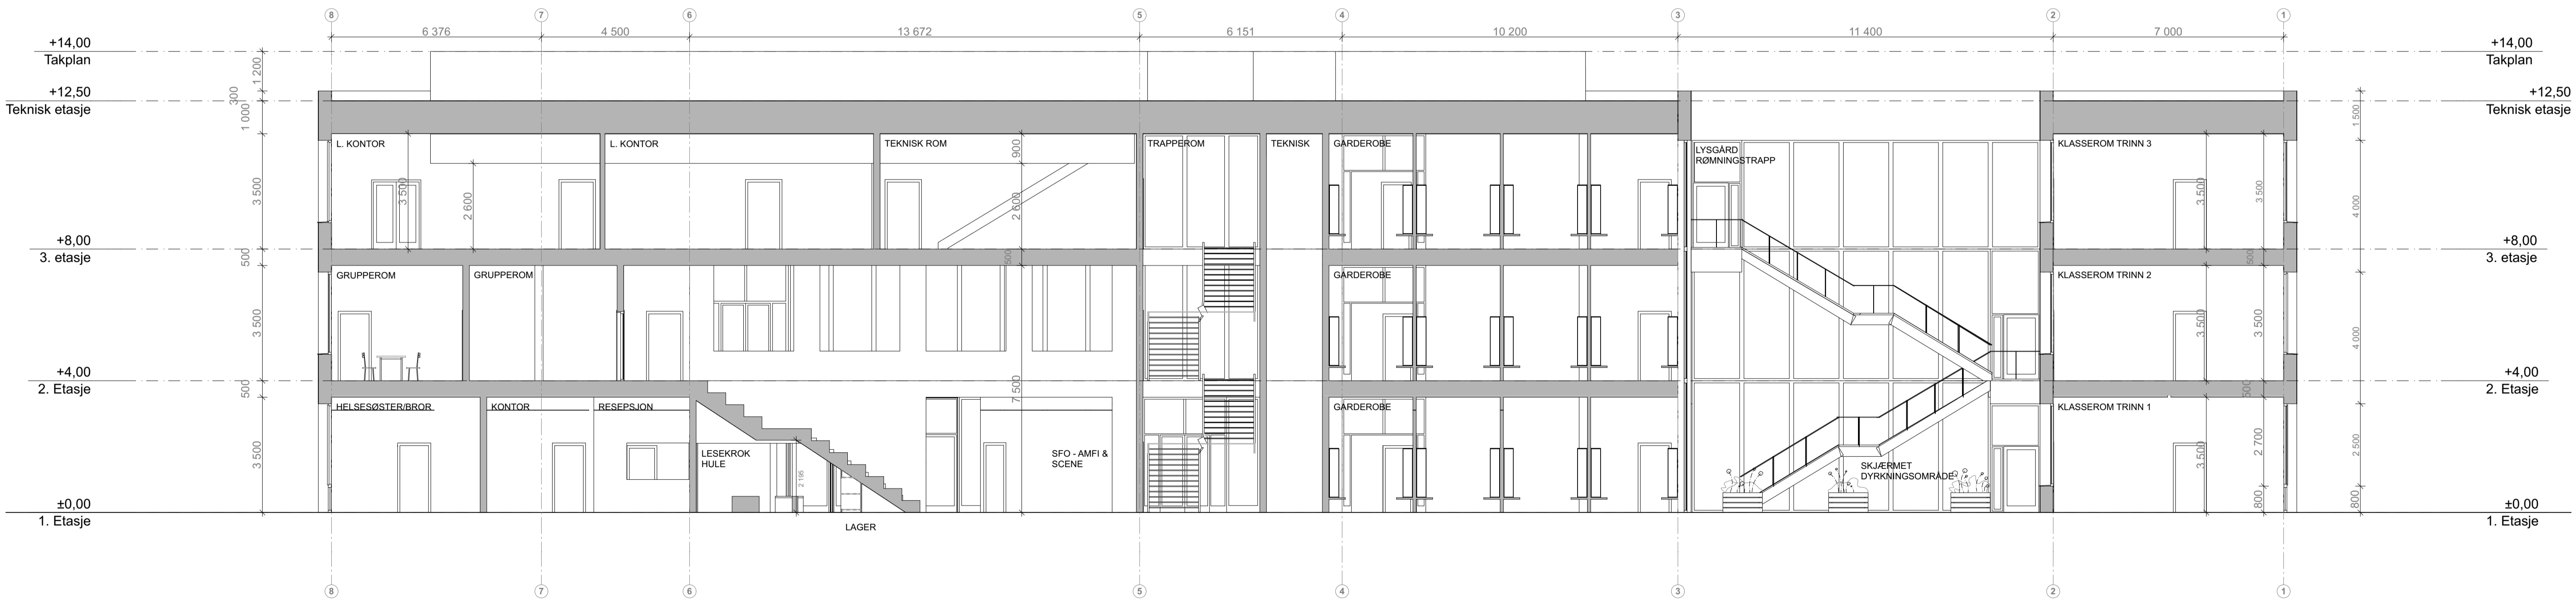 8 7 6 5 4 3 2 1
6 376 4 500 13 672 6 151 10 200 11 400 7 000
+14,00
Takplan
+14,00
Takplan
1 200
+12,50
Teknisk etasje
+12,50
Teknisk etasje
300
1 000
1 500
L. KONTOR
L. KONTOR
TEKNISK ROM
TRAPPEROM
TEKNISK
GARDEROBE
LYSGÅRD
RØMNINGSTRAPP
KLASSEROM TRINN 3
900
3 500
3 500
2 600
2 600
3 500
3 500
4 000
+8,00
3. etasje
+8,00
3. etasje
500
500
500
GRUPPEROM
GRUPPEROM
GARDEROBE
KLASSEROM TRINN 2
3 500
3 500
3 500
4 000
+4,00
2. Etasje
+4,00
2. Etasje
500
7 500
500
HELSESØSTER/BROR
KONTOR
RESEPSJON
GARDEROBE
KLASSEROM TRINN 1
3 500
LESEKROK
HULE
2 195
SFO - AMFI &
SCENE
SKJÆRMET
DYRKNINGSOMRÅDE
3 500
2 700
2 500
800
800
±0,00
1. Etasje
±0,00
1. Etasje
LAGER
8 7 6 5 4 3 2 1